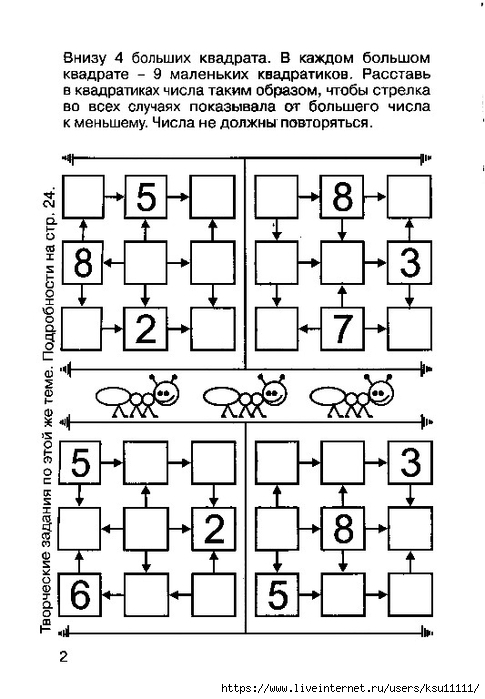 Внизу 4 больших квадрата. В каждом большом
квадрате – 9 маленьких квадратиков. Расставь
в квадратиках числа таким образом, чтобы стрелка
во всех случаях показывала от большего числа
к меньшему. Числа не должны повторяться.
Творческие задания по этой же теме. Подробности на стр. 24.
5 8
8 3
2 7
5 3
2 8
6 5
2
https://www.liveinternet.ru/users/ksu11111/